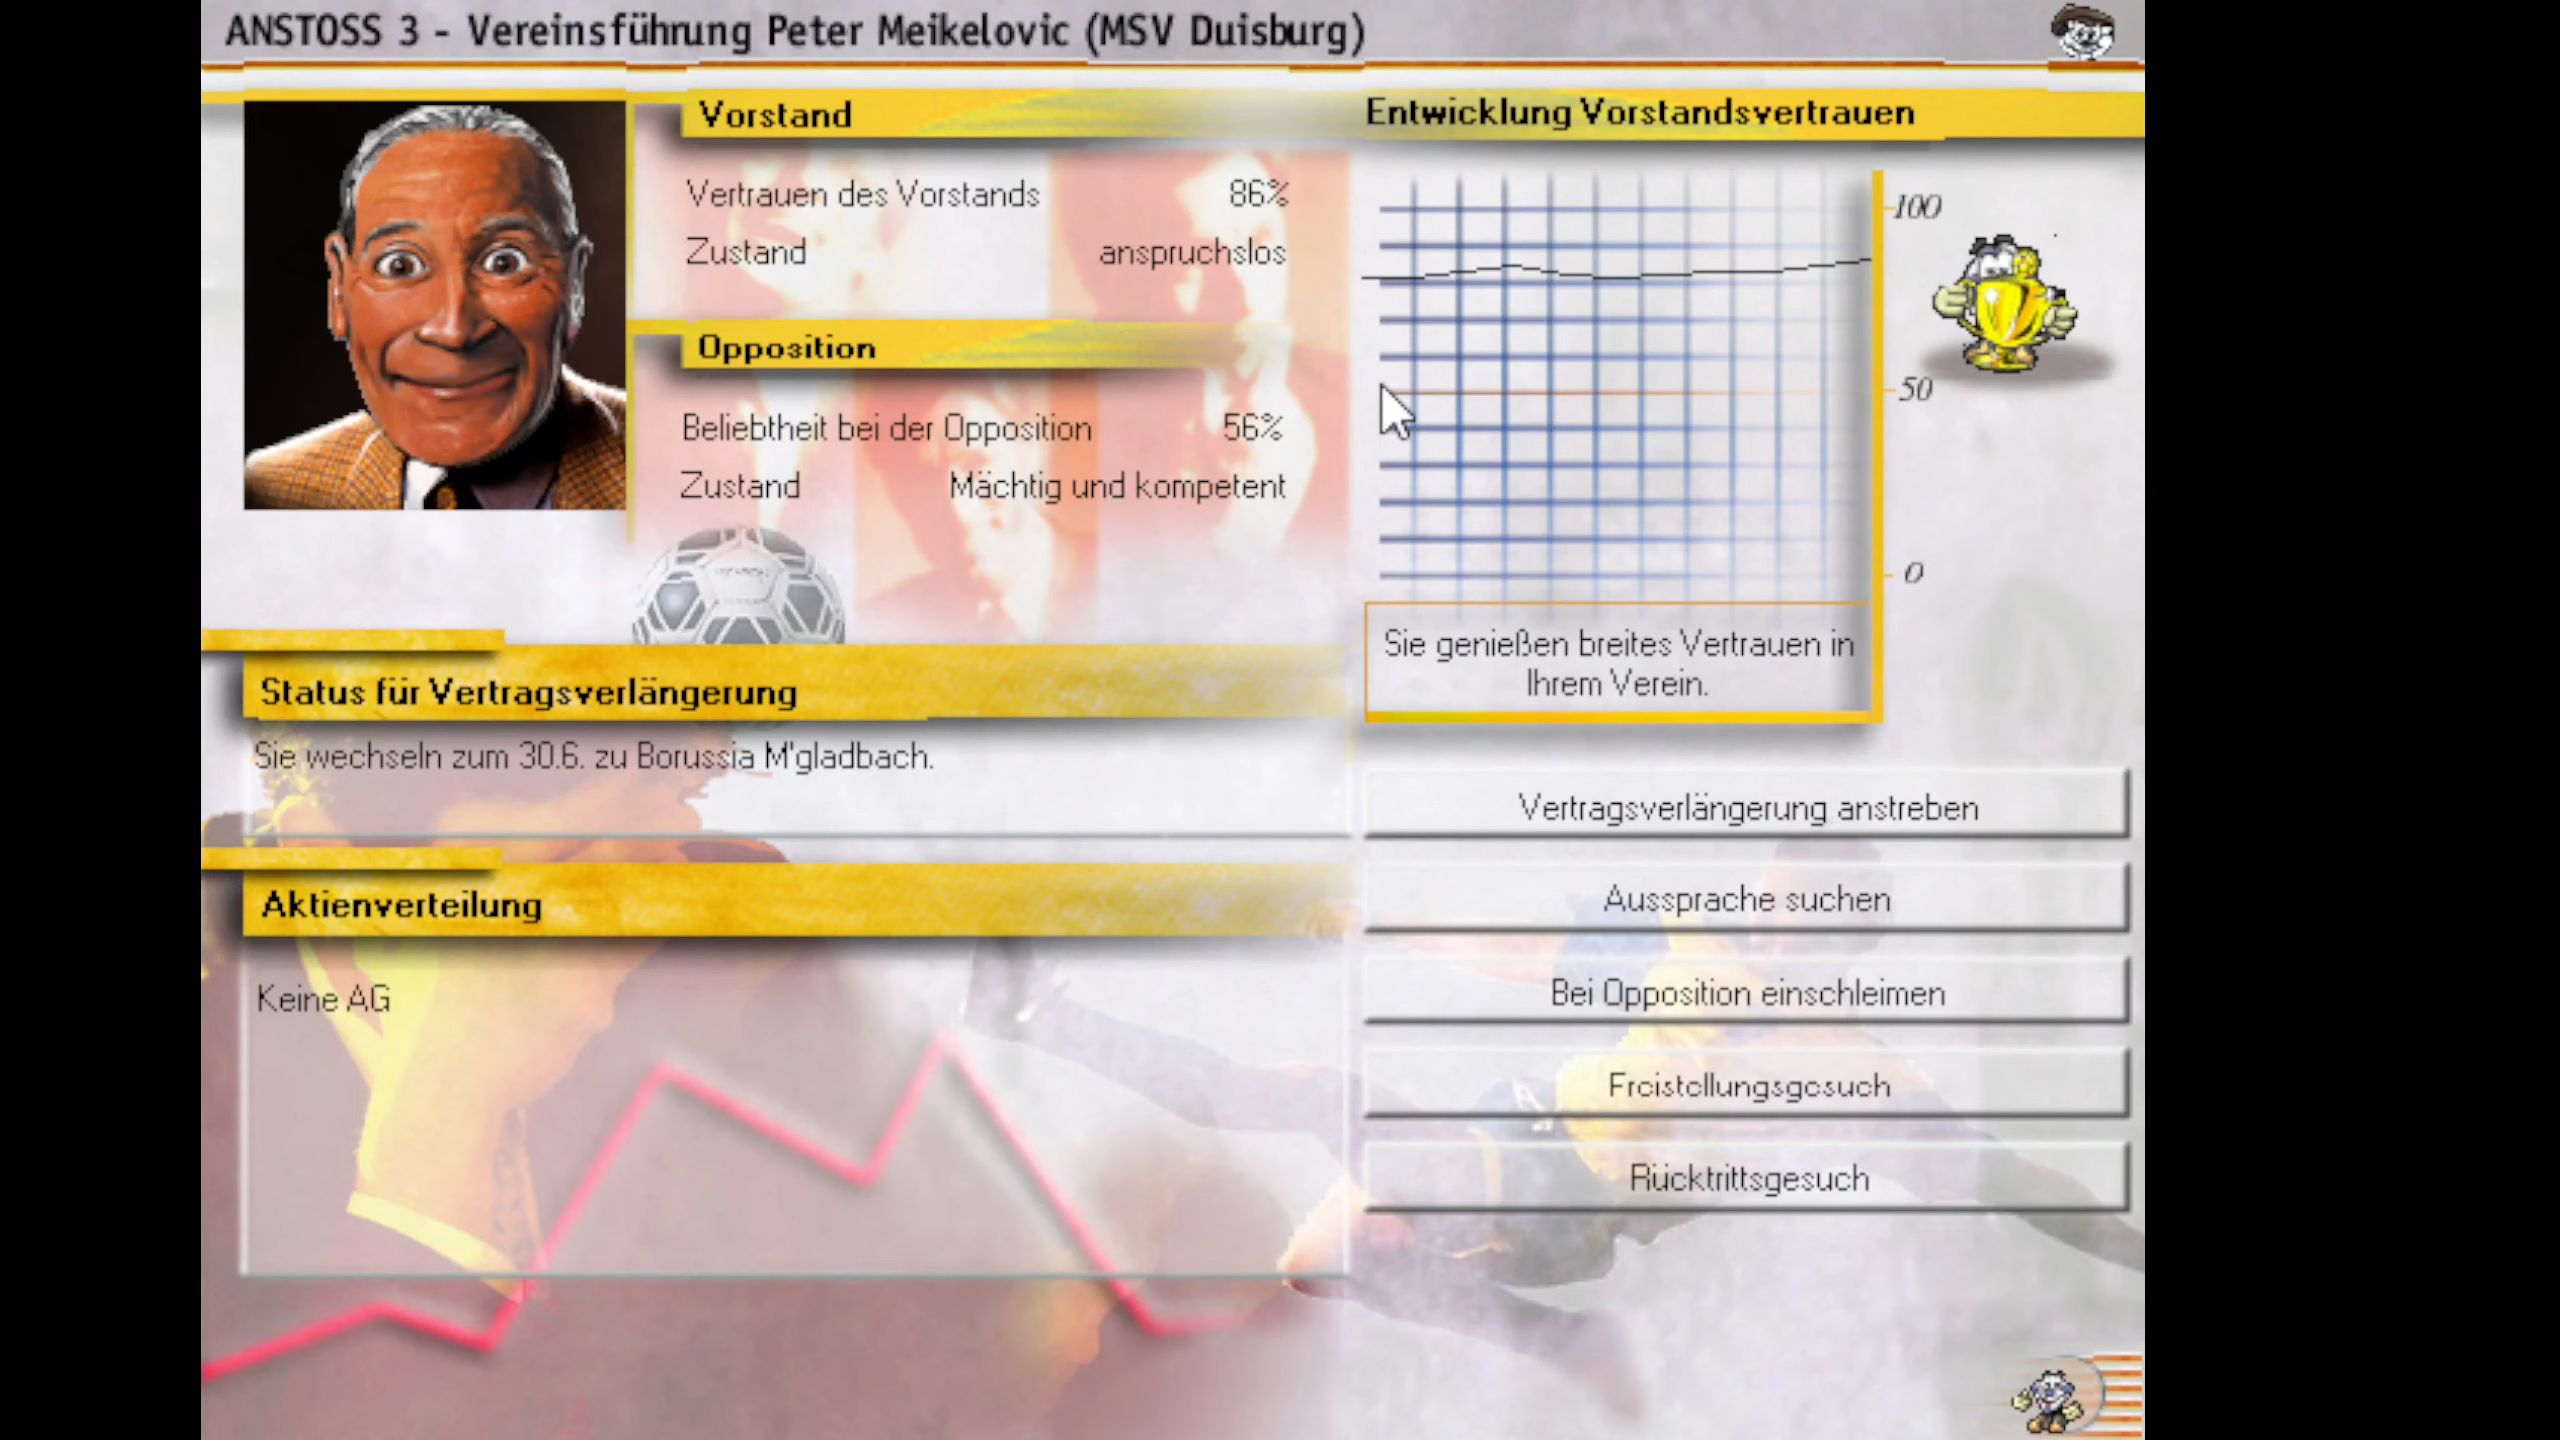 ANSTOSS 3 - Vereinsführung Peter Meikelovic (MSV Duisburg)
Vorstand
Vertrauen des Vorstands 86%
Zustand anspruchslos
Opposition
Beliebtheit bei der Opposition 56%
Zustand Mächtig und kompetent
Entwicklung Vorstandsvertrauen
100
50
0
Sie genießen breites Vertrauen in
Ihrem Verein.
Status für Vertragsverlängerung
Sie wechseln zum 30.6. zu Borussia M'gladbach.
Aktienverteilung
Keine AG
Vertragsverlängerung anstreben
Aussprache suchen
Bei Opposition einschleimen
Freistellungsgesuch
Rücktrittsgesuch